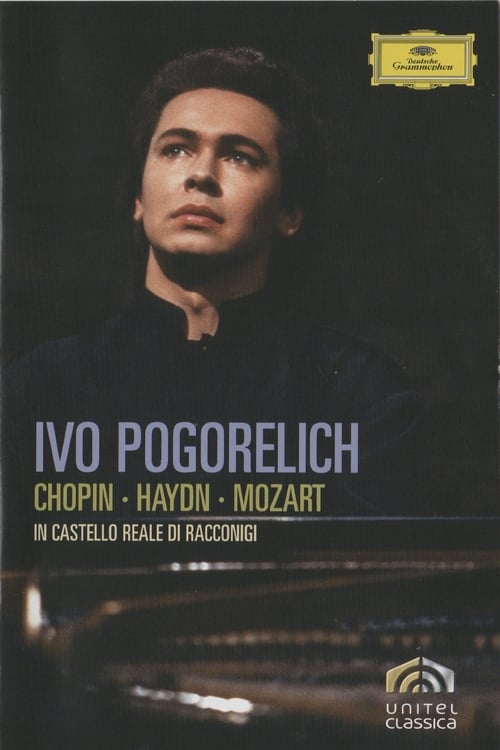 Deutsche
Grammophon
IVO POGORELICH
CHOPIN · HAYDN · MOZART
IN CASTELLO REALE DI RACCONIGI
UNITEL
CLASSICA